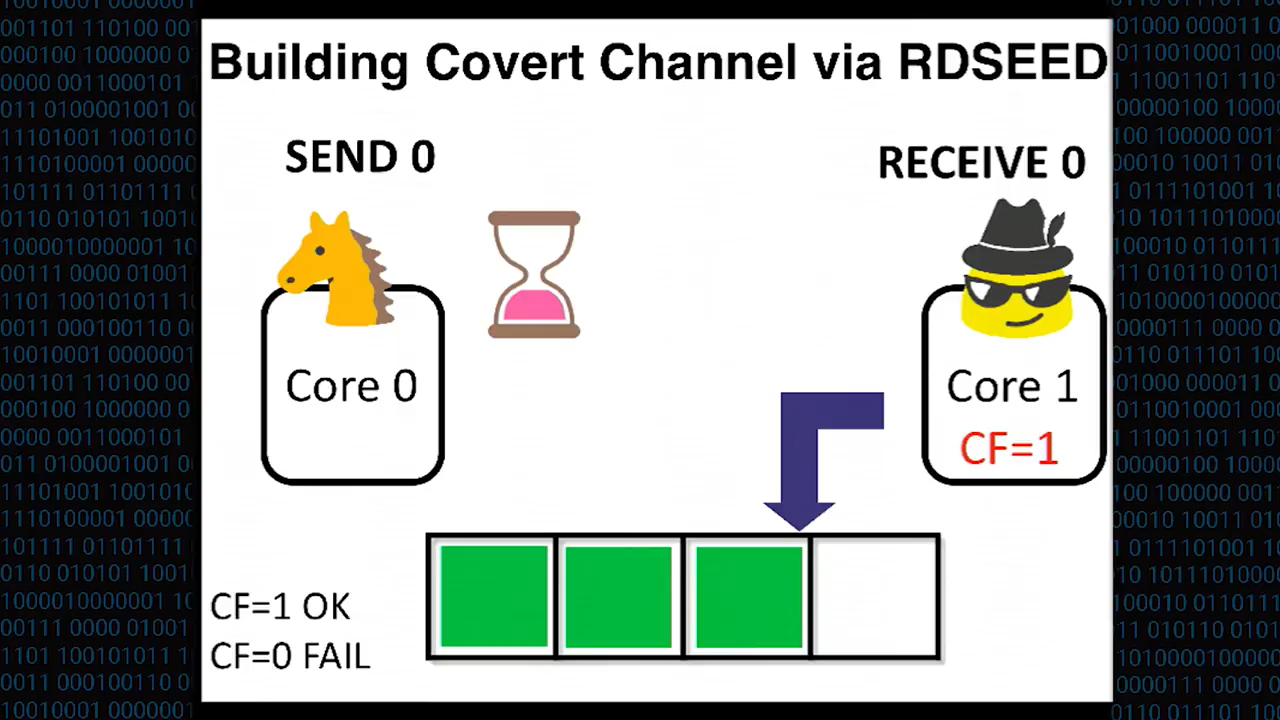 Building Covert Channel via RDSEED
SEND 0
RECEIVE 0
Core 0
Core 1
CF=1
CF=1 OK
CF=0 FAIL